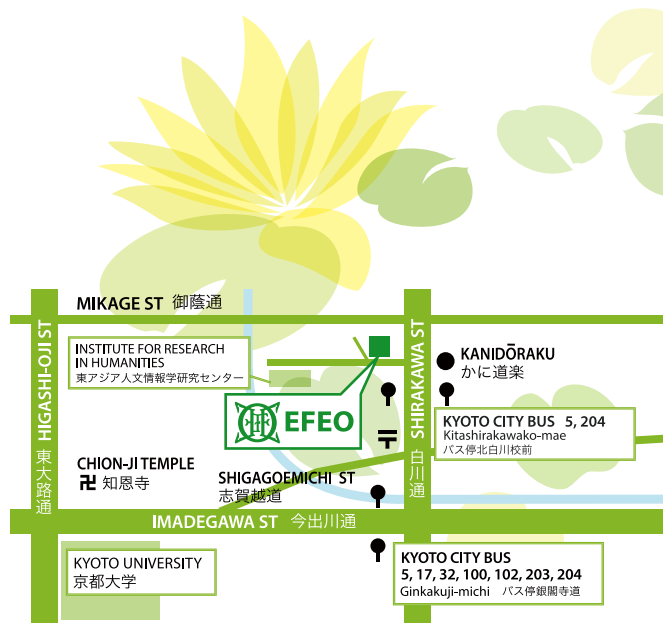 MIKAGE ST 御蔭通
HIGASHI-OJI ST 東大路通
INSTITUTE FOR RESEARCH
IN HUMANITIES
東アジア人文情報学研究センター
SHIRAKAWA ST 白川通
KANIDŌRAKU
かに道楽
EFEO
〒
KYOTO CITY BUS 5, 204
Kitashirakawako-mae
バス停北白川校前
CHION-JI TEMPLE
卍 知恩寺
SHIGAGOEMICHI ST
志賀越道
IMADEGAWA ST 今出川通
KYOTO UNIVERSITY
京都大学
KYOTO CITY BUS
5, 17, 32, 100, 102, 203, 204
Ginkakuji-michi バス停銀閣寺道